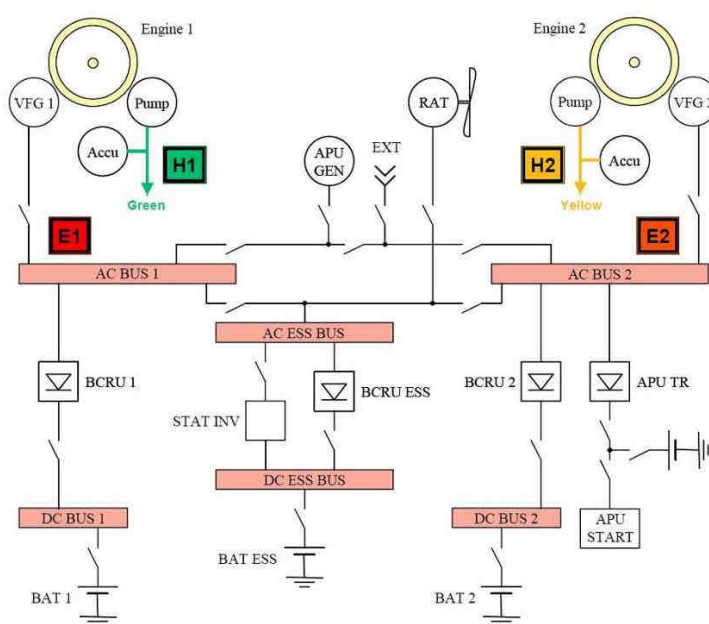 Engine 1
Engine 2
VFG 1
Pump
RAT
Pump
VFG 2
Accu
H1
APU
GEN
EXT
H2
Accu
Green
Yellow
E1
E2
AC BUS 1
AC BUS 2
AC ESS BUS
BCRU 1
BCRU ESS
BCRU 2
APU TR
STAT INV
DC ESS BUS
DC BUS 1
DC BUS 2
APU
START
BAT ESS
BAT 1
BAT 2